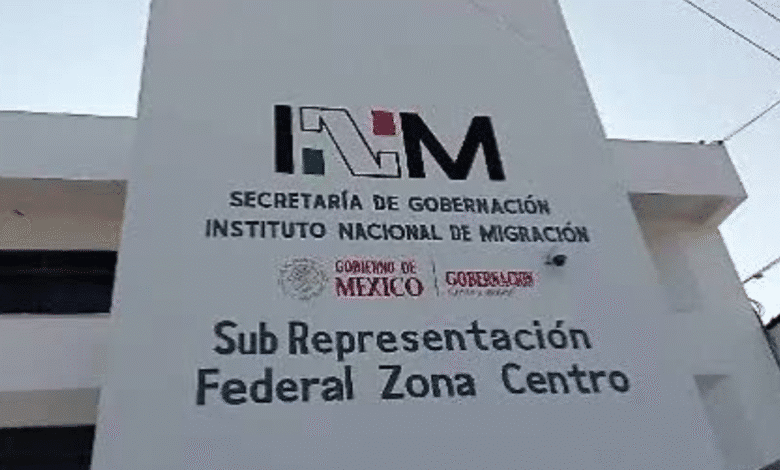 INM
SECRETARÍA DE GOBERNACIÓN
INSTITUTO NACIONAL DE MIGRACIÓN
GOBIERNO DE
MÉXICO
GOBERNACIÓN
Sub Representación
Federal Zona Centro